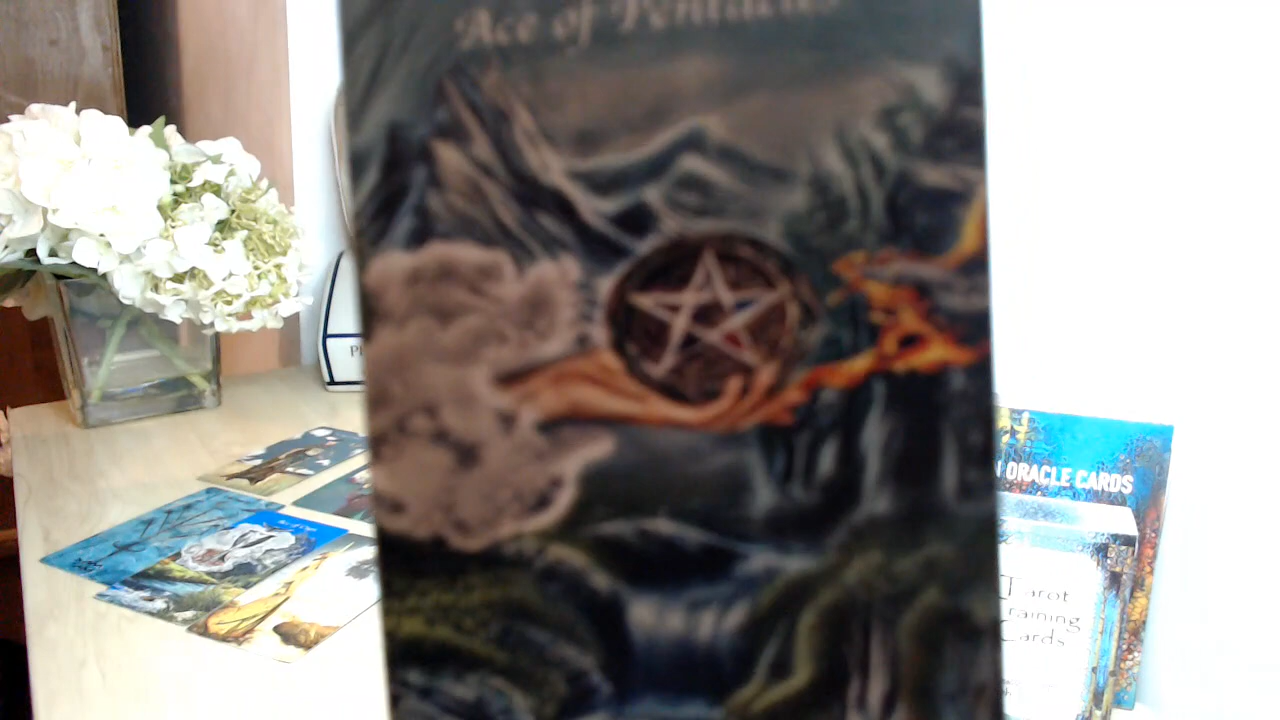 Ace of Pentacles
ORACLE CARDS
Tarot
Training
Cards